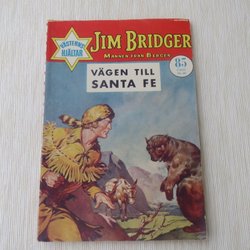 VÄSTERNS
HJÄLTAR
JIM BRIDGER
MANNEN FRÅN BERGEN
VÄGEN TILL
SANTA FE
85